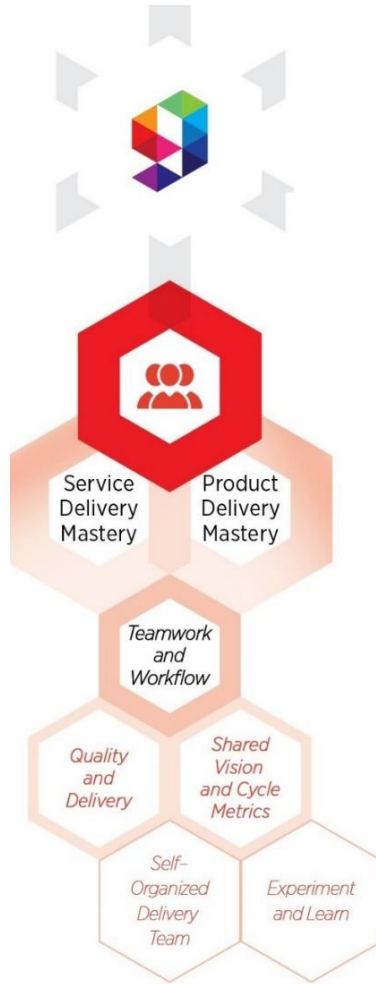 Service
Delivery
Mastery
Product
Delivery
Mastery
Teamwork
and
Workflow
Quality
and
Delivery
Shared
Vision
and Cycle
Metrics
Self-
Organized
Delivery
Team
Experiment
and Learn